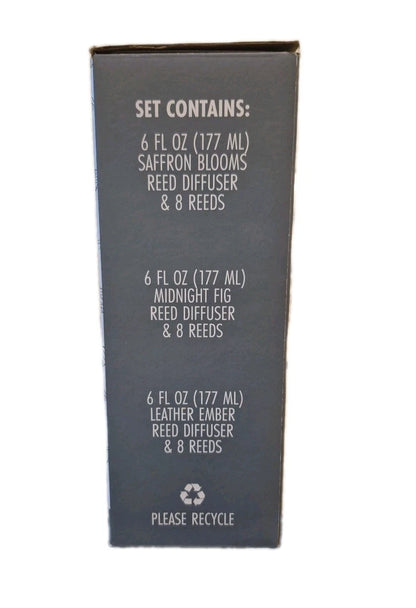 SET CONTAINS:
6 FL OZ (177 ML)
SAFFRON BLOOMS
REED DIFFUSER
& 8 REEDS
6 FL OZ (177 ML)
MIDNIGHT FIG
REED DIFFUSER
& 8 REEDS
6 FL OZ (177 ML)
LEATHER EMBER
REED DIFFUSER
& 8 REEDS
PLEASE RECYCLE